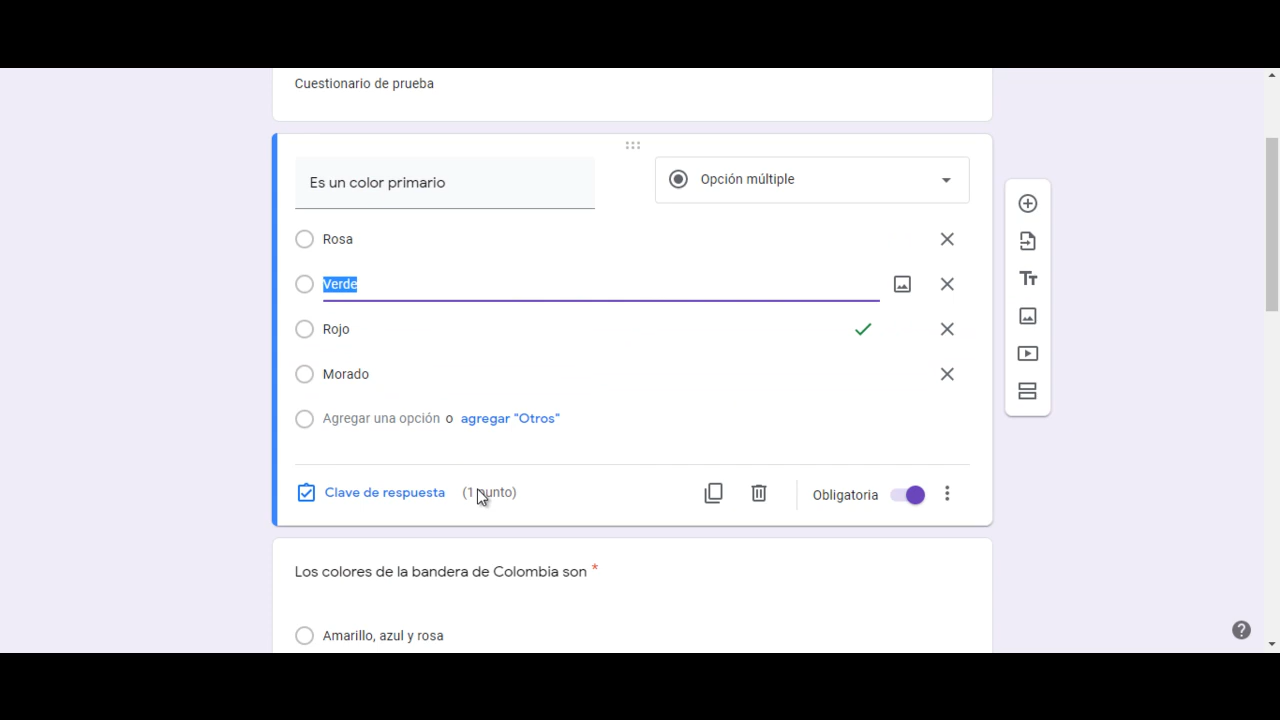 Cuestionario de prueba
Es un color primario
Opción múltiple
Rosa
Verde
Rojo
Morado
Agregar una opción o agregar "Otros"
Clave de respuesta (1 punto)
Obligatoria
Los colores de la bandera de Colombia son *
Amarillo, azul y rosa